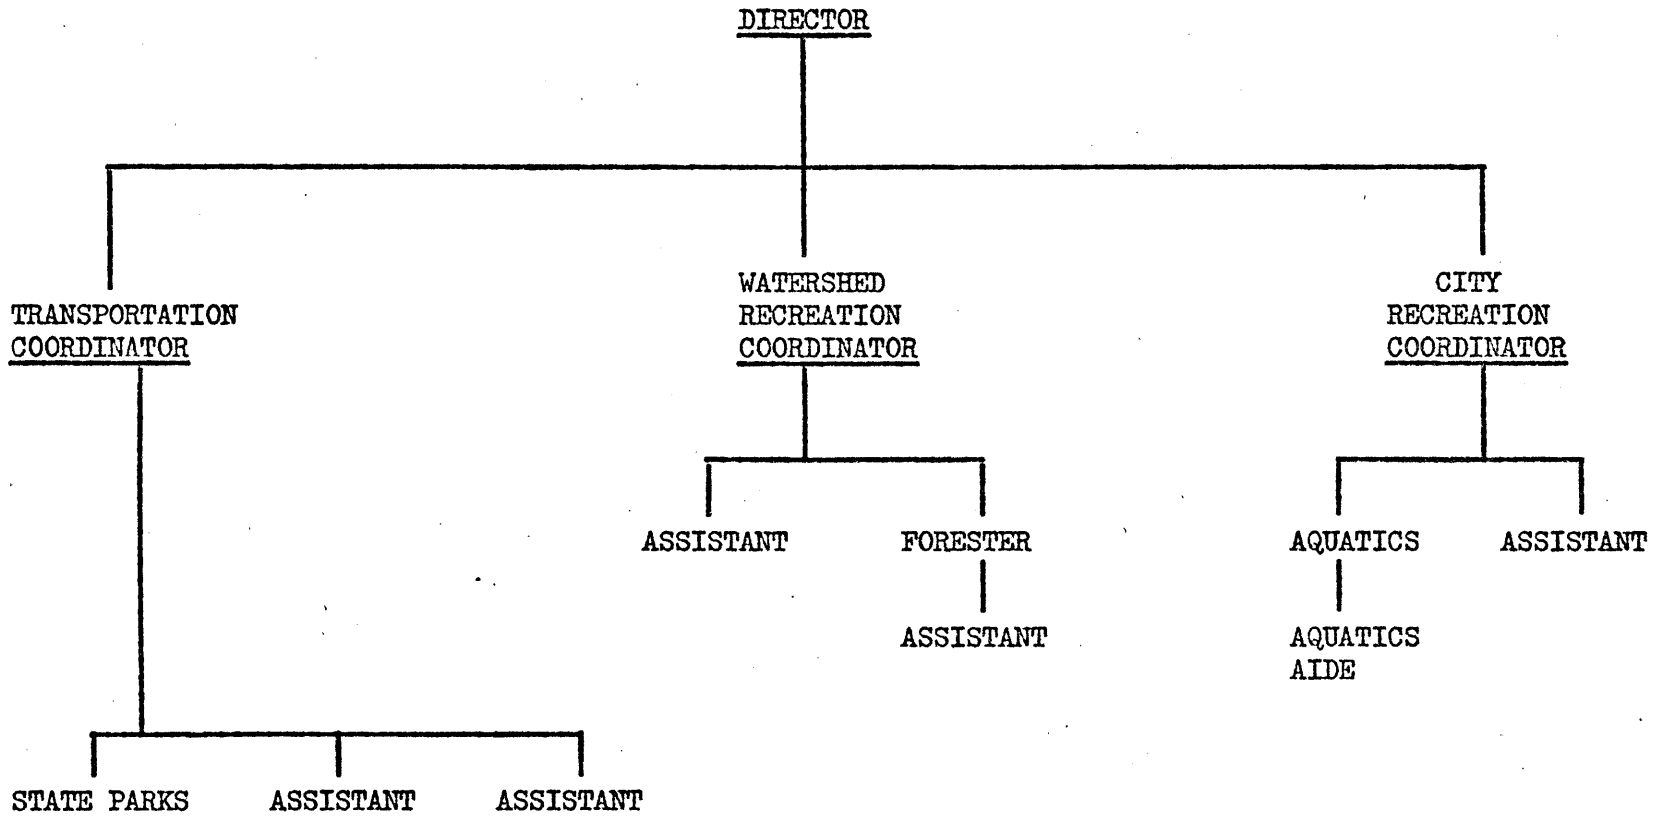 DIRECTOR
TRANSPORTATION
COORDINATOR
WATERSHED
RECREATION
COORDINATOR
CITY
RECREATION
COORDINATOR
ASSISTANT
FORESTER
ASSISTANT
AQUATICS
ASSISTANT
AQUATICS
AIDE
STATE PARKS
ASSISTANT
ASSISTANT